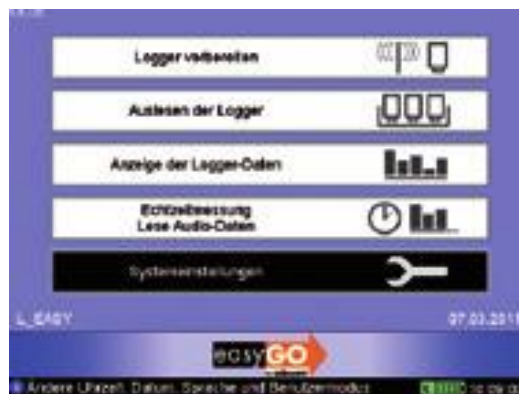 Logger vorbereiten
Auslesen der Logger
Anzeige der Logger-Daten
Echtzeitmessung
Lese Audio-Daten
Systemeinstellungen
L_EASY
07.03.2011
easyGO
Andere Uhrzeit, Datum, Sprache und Benutzermodus